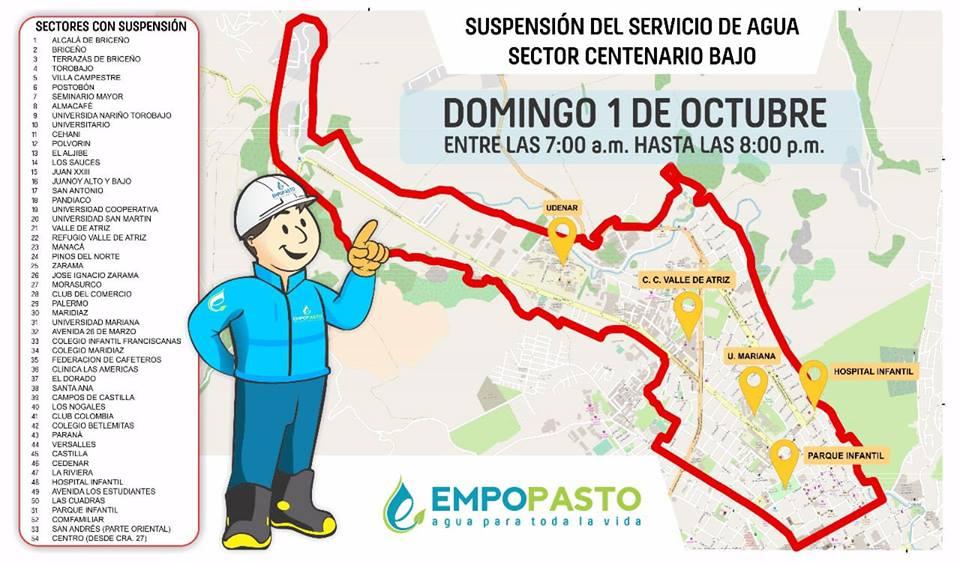 SECTORES CON SUSPENSIÓN
1 ALCALÁ DE BRICEÑO
2 BRICEÑO
3 TERRAZAS DE BRICEÑO
4 TOROBAJO
5 VILLA CAMPESTRE
6 POSTOBÓN
7 SEMINARIO MAYOR
8 ALMACAFÉ
9 UNIVERSIDA NARIÑO TOROBAJO
10 UNIVERSITARIO
11 CEHANI
12 POLVORIN
13 EL ALJIBE
14 LOS SAUCES
15 JUAN XXIII
16 JUANOY ALTO Y BAJO
17 SAN ANTONIO
18 PANDIACO
19 UNIVERSIDAD COOPERATIVA
20 UNIVERSIDAD SAN MARTIN
21 VALLE DE ATRIZ
22 REFUGIO VALLE DE ATRIZ
23 MANACÁ
24 PINOS DEL NORTE
25 ZARAMA
26 JOSE IGNACIO ZARAMA
27 MORASURCO
28 CLUB DEL COMERCIO
29 PALERMO
30 MARIDIAZ
31 UNIVERSIDAD MARIANA
32 AVENIDA 26 DE MARZO
33 COLEGIO INFANTIL FRANCISCANAS
34 COLEGIO MARIDIAZ
35 FEDERACION DE CAFETEROS
36 CLINICA LAS AMERICAS
37 EL DORADO
38 SANTA ANA
39 CAMPOS DE CASTILLA
40 LOS NOGALES
41 CLUB COLOMBIA
42 COLEGIO BETLEMITAS
43 PARANÁ
44 VERSALLES
45 CASTILLA
46 CEDENAR
47 LA RIVIERA
48 HOSPITAL INFANTIL
49 AVENIDA LOS ESTUDIANTES
50 LAS CUADRAS
51 PARQUE INFANTIL
52 COMFAMILIAR
53 SAN ANDRÉS (PARTE ORIENTAL)
54 CENTRO (DESDE CRA. 27)
SUSPENSIÓN DEL SERVICIO DE AGUA
SECTOR CENTENARIO BAJO
DOMINGO 1 DE OCTUBRE
ENTRE LAS 7:00 a.m. HASTA LAS 8:00 p.m.
UDENAR
C. C. VALLE DE ATRIZ
U. MARIANA
HOSPITAL INFANTIL
PARQUE INFANTIL
EMPOPASTO
EMPOPASTO
EMPOPASTO
agua para toda la vida